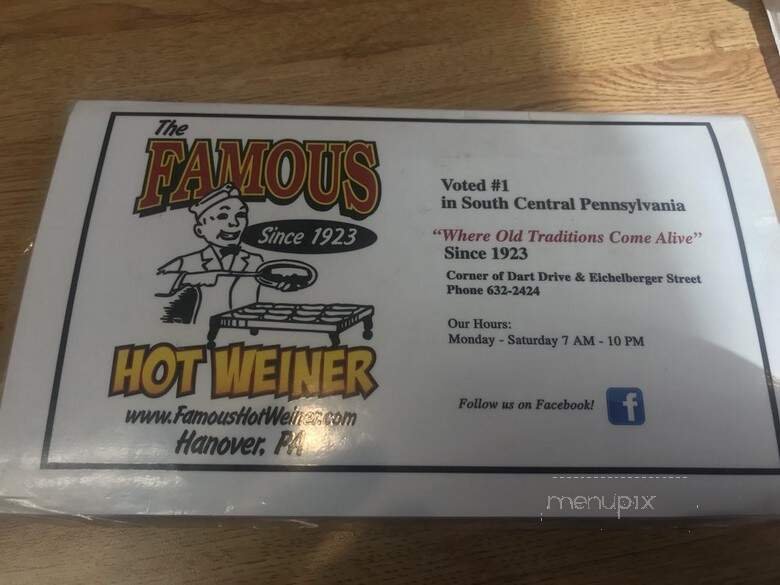 The
FAMOUS
Since 1923
HOT WEINER
www.FamousHotWeiner.com
Hanover, PA
Voted #1
in South Central Pennsylvania
“Where Old Traditions Come Alive”
Since 1923
Corner of Dart Drive & Eichelberger Street
Phone 632-2424
Our Hours:
Monday - Saturday 7 AM - 10 PM
Follow us on Facebook!
f
menupix